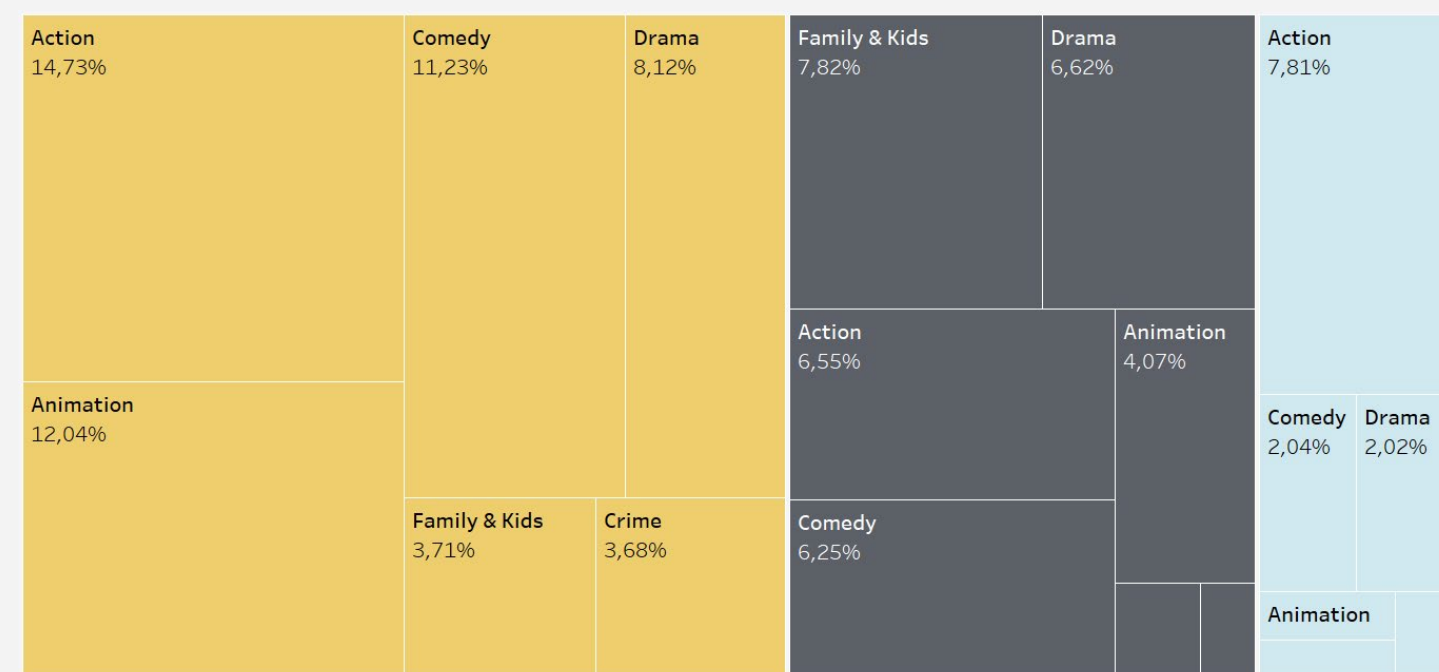 Action
14,73%
Animation
12,04%
Comedy
11,23%
Drama
8,12%
Family & Kids
3,71%
Crime
3,68%
Family & Kids
7,82%
Drama
6,62%
Action
6,55%
Animation
4,07%
Comedy
6,25%
Action
7,81%
Comedy
2,04%
Drama
2,02%
Animation